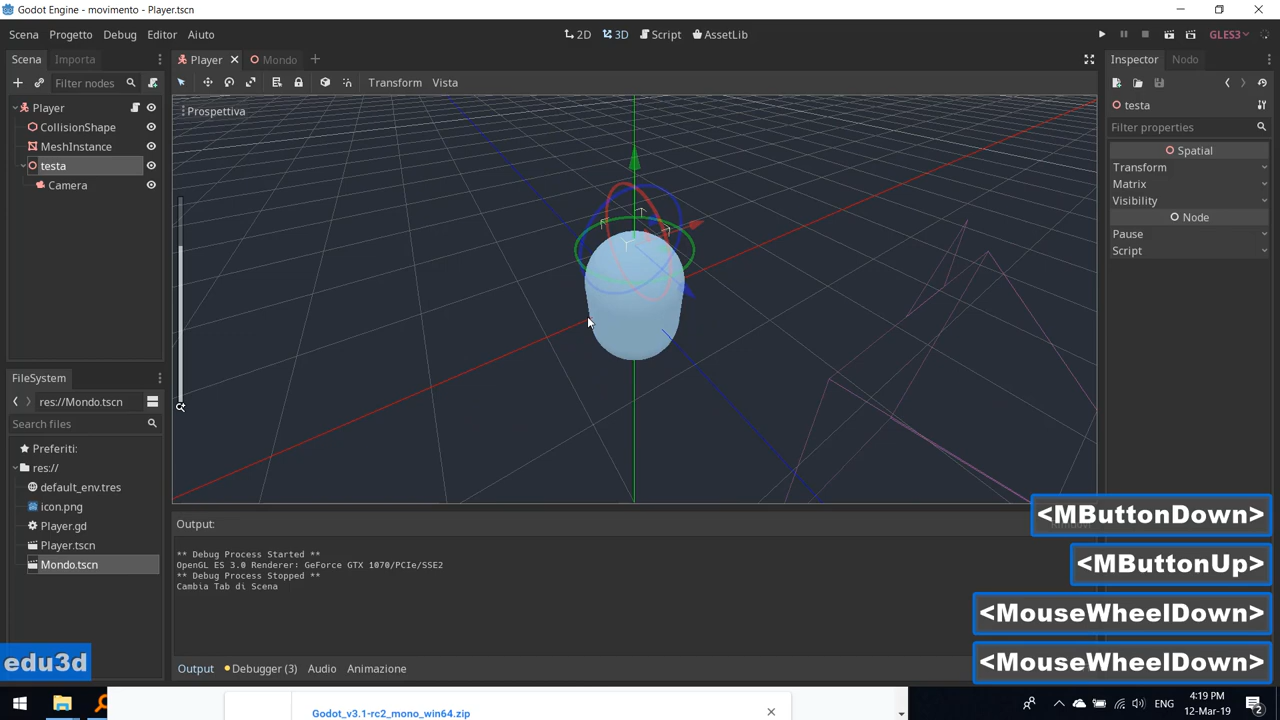 Godot Engine - movimento - Player.tscn
Scena Progetto Debug Editor Aiuto
2D 3D Script AssetLib
GLES3
Scena Importa
Player Mondo
Inspector Nodo
Filter nodes
Transform Vista
Player
CollisionShape
MeshInstance
testa
Camera
Prospettiva
testa
Filter properties
Spatial
Transform
Matrix
Visibility
Node
Pause
Script
FileSystem
res://Mondo.tscn
Search files
Preferiti:
res://
default_env.tres
icon.png
Player.gd
Player.tscn
Mondo.tscn
Output:
** Debug Process Started **
OpenGL ES 3.0 Renderer: GeForce GTX 1070/PCIe/SSE2
** Debug Process Stopped **
Cambia Tab di Scena
Output Debugger (3) Audio Animazione
<MButtonDown>
<MButtonUp>
<MouseWheelDown>
<MouseWheelDown>
edu3d
Godot_v3.1-rc2_mono_win64.zip
ENG
4:19 PM
12-Mar-19
2